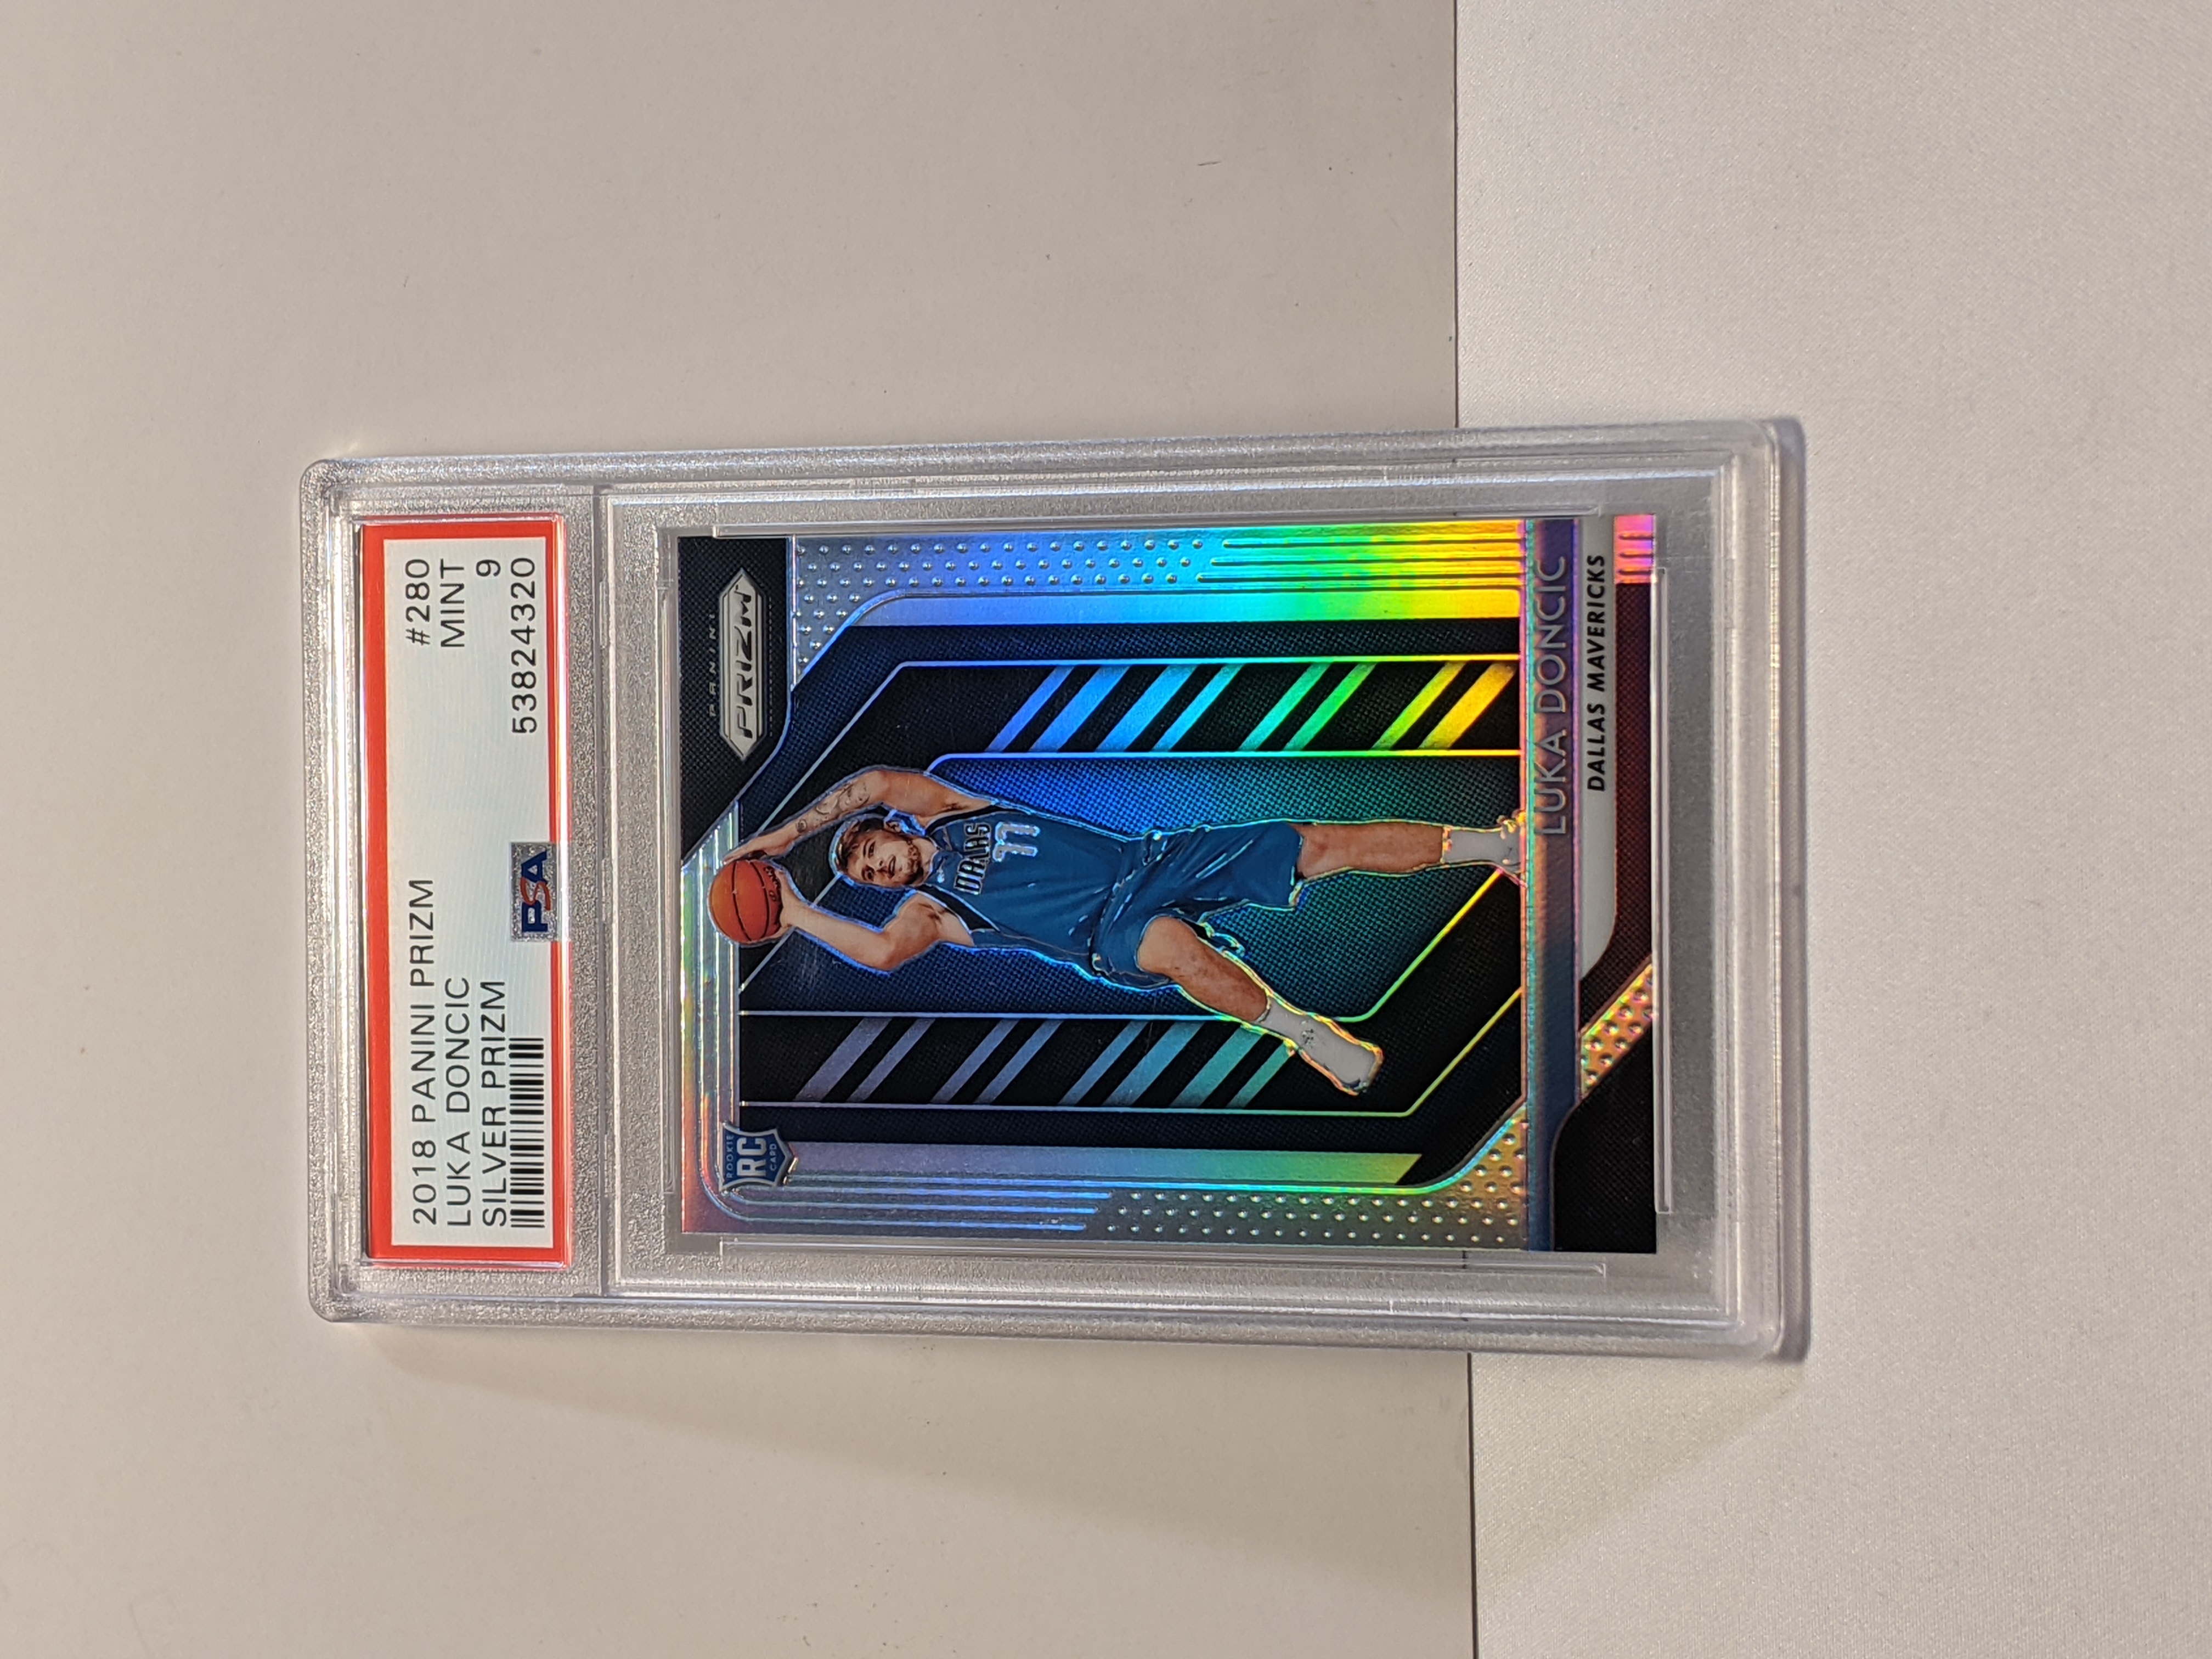 2018 PANINI PRIZM #280
LUKA DONCIC MINT
SILVER PRIZM 9
PSA 53824320
ROOKIE
RC
CARD
PANINI
PRIZM
DALLAS
77
LUKA DONCIC
DALLAS MAVERICKS